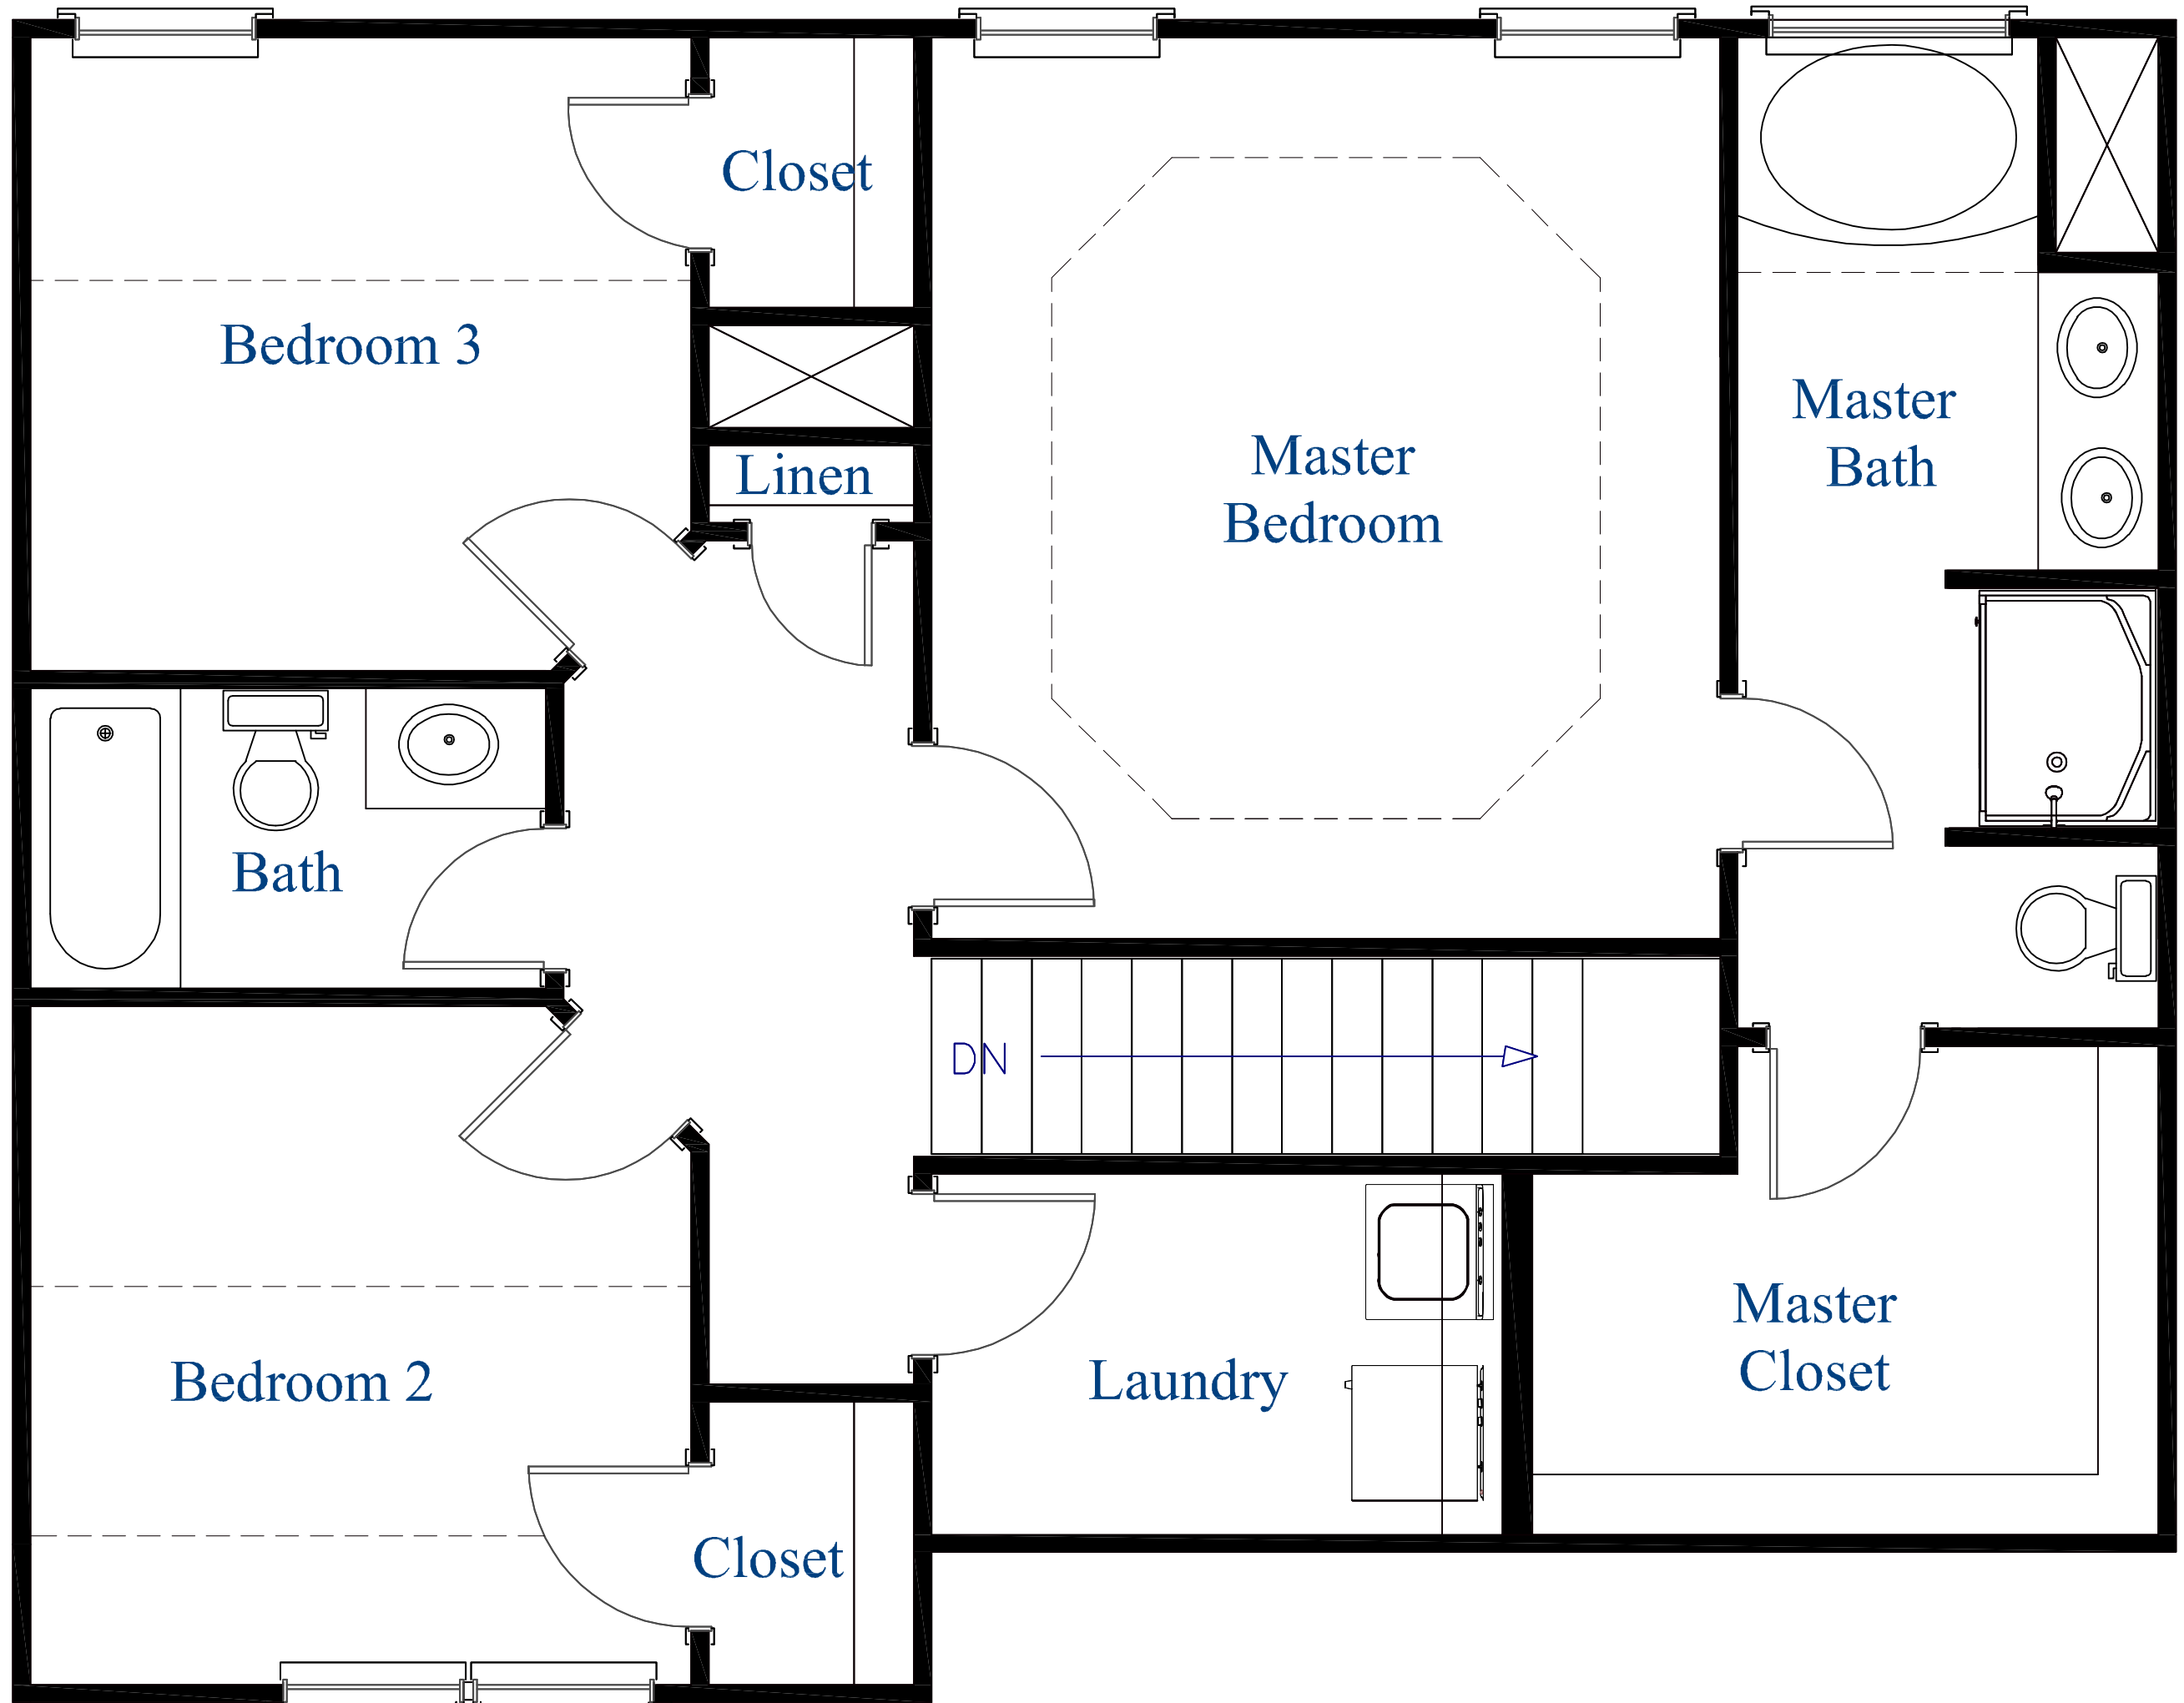 Closet
Bedroom 3
Master
Bath
Master
Bedroom
Linen
Bath
DN
Master
Closet
Bedroom 2
Laundry
Closet